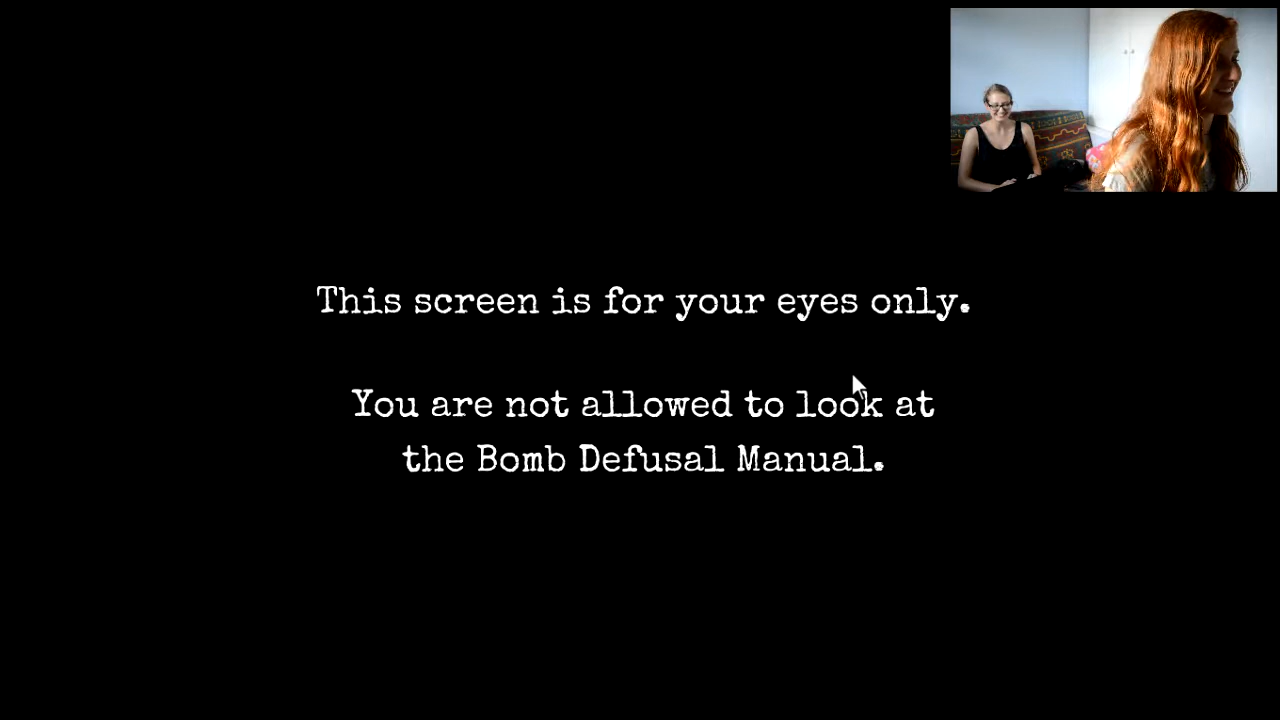 This screen is for your eyes only.
You are not allowed to look at
the Bomb Defusal Manual.